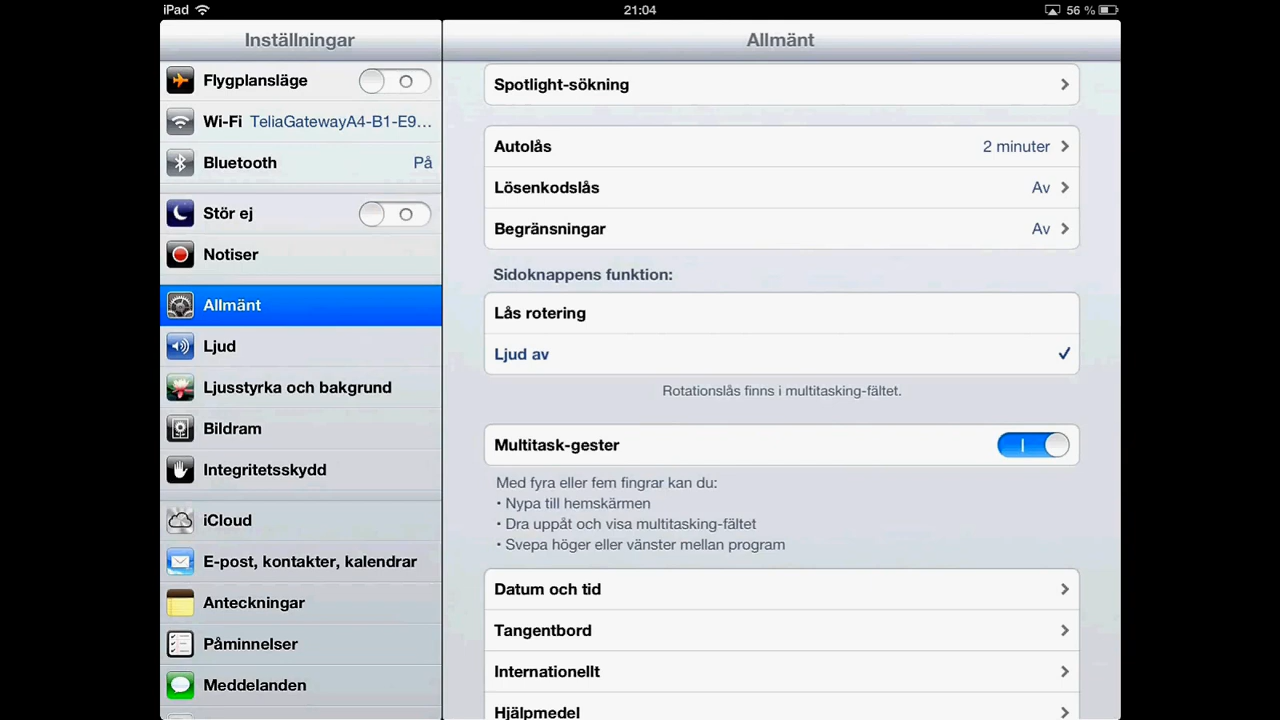 iPad 21:04 56 %
Inställningar
Flygplansläge
Wi-Fi TeliaGatewayA4-B1-E9...
Bluetooth På
Stör ej
Notiser
Allmänt
Ljud
Ljusstyrka och bakgrund
Bildram
Integritetsskydd
iCloud
E-post, kontakter, kalendrar
Anteckningar
Påminnelser
Meddelanden
Allmänt
Spotlight-sökning
Autolås 2 minuter
Lösenkodslås Av
Begränsningar Av
Sidoknappens funktion:
Lås rotering
Ljud av
Rotationslås finns i multitasking-fältet.
Multitask-gester
Med fyra eller fem fingrar kan du:
• Nypa till hemskärmen
• Dra uppåt och visa multitasking-fältet
• Svepa höger eller vänster mellan program
Datum och tid
Tangentbord
Internationellt
Hjälpmedel